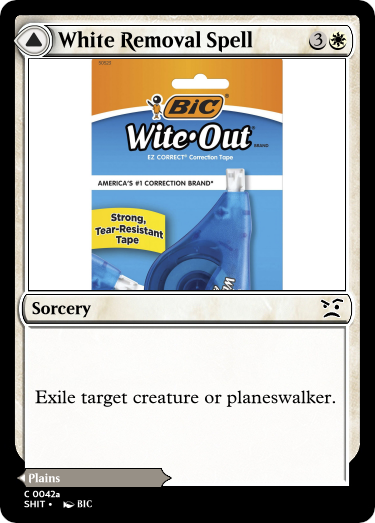 White Removal Spell 3
BiC
Wite•Out®
BRAND
EZ CORRECT® Correction Tape
AMERICA'S #1 CORRECTION BRAND*
Strong,
Tear-Resistant
Tape
Sorcery
Exile target creature or planeswalker.
Plains
C 0042a
SHIT • BIC